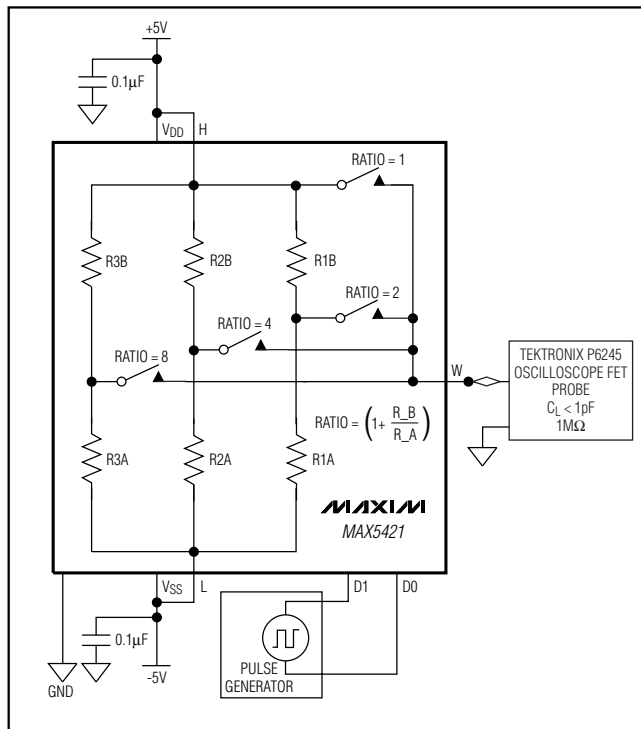 +5V
0.1µF
VDD
H
RATIO = 1
R3B
R2B
R1B
RATIO = 2
RATIO = 4
RATIO = 8
W
TEKTRONIX P6245
OSCILLOSCOPE FET
PROBE
CL < 1pF
1MΩ
RATIO = (1+ R_B/R_A)
R3A
R2A
R1A
MAXIM
MAX5421
VSS
L
D1
D0
0.1µF
PULSE
GENERATOR
GND
-5V